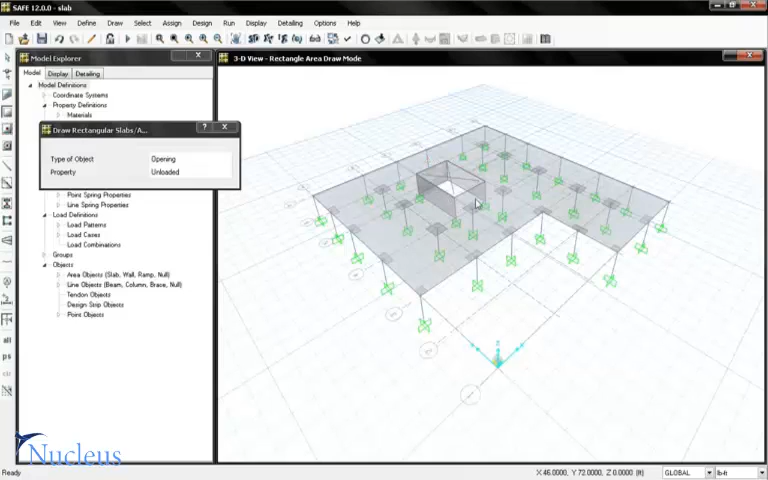 SAFE 12.0.0 - slab
File Edit View Define Draw Select Assign Design Run Display Detailing Options Help
Model Explorer
Model Display Detailing
Model Definitions
Coordinate Systems
Property Definitions
Materials
Draw Rectangular Slabs/A...
Type of Object Opening
Property Unloaded
Point Spring Properties
Line Spring Properties
Load Definitions
Load Patterns
Load Cases
Load Combinations
Groups
Objects
Area Objects (Slab, Wall, Ramp, Null)
Line Objects (Beam, Column, Brace, Null)
Tendon Objects
Design Strip Objects
Point Objects
3-D View - Rectangle Area Draw Mode
all
ps
clr
Nucleus
Ready
X 46.0000, Y 72.0000, Z 0.0000 (ft)
GLOBAL
lb-ft